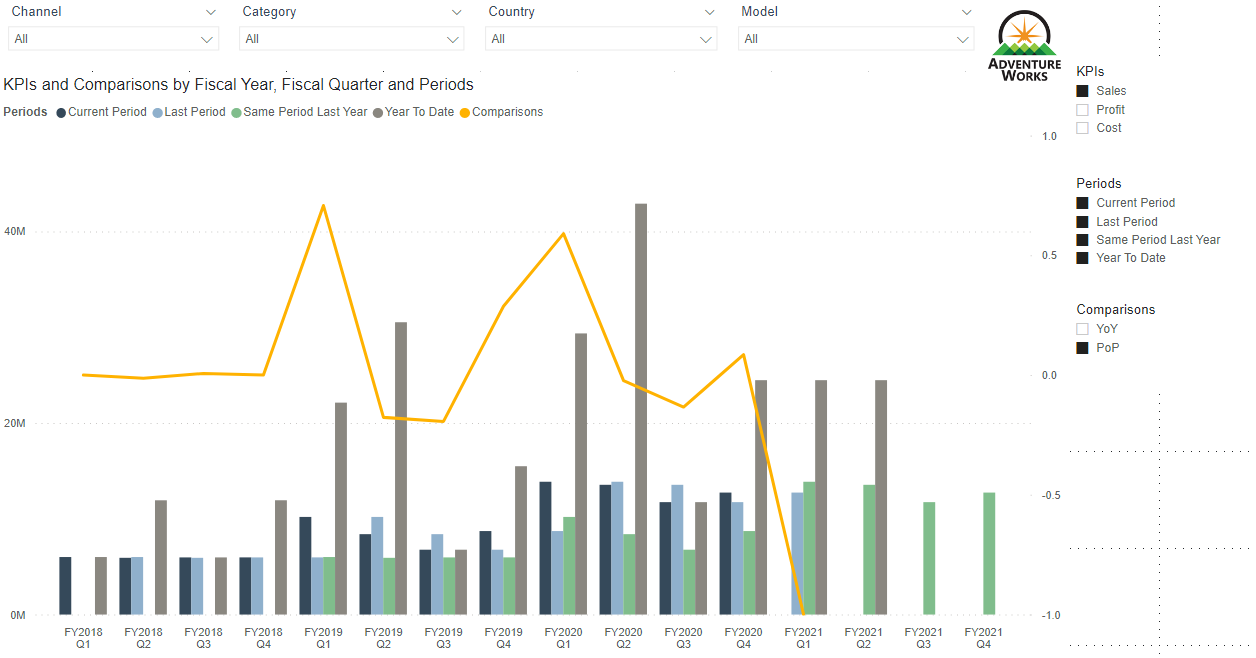 Channel Category Country Model
All All All All
ADVENTURE
WORKS
KPIs and Comparisons by Fiscal Year, Fiscal Quarter and Periods
Periods Current Period Last Period Same Period Last Year Year To Date Comparisons
1.0
40M
0.5
0.0
20M
-0.5
0M
-1.0
FY2018 FY2018 FY2018 FY2018 FY2019 FY2019 FY2019 FY2019 FY2020 FY2020 FY2020 FY2020 FY2021 FY2021 FY2021 FY2021
Q1 Q2 Q3 Q4 Q1 Q2 Q3 Q4 Q1 Q2 Q3 Q4 Q1 Q2 Q3 Q4
KPIs
Sales
Profit
Cost
Periods
Current Period
Last Period
Same Period Last Year
Year To Date
Comparisons
YoY
PoP